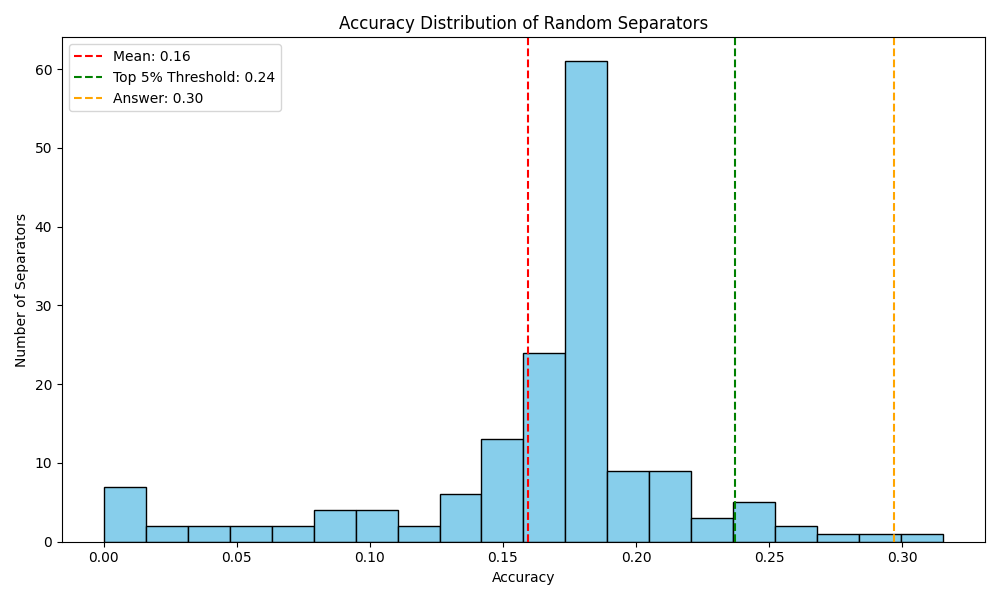 Accuracy Distribution of Random Separators
Mean: 0.16
Top 5% Threshold: 0.24
Answer: 0.30
Number of Separators
60
50
40
30
20
10
0
0.00 0.05 0.10 0.15 0.20 0.25 0.30
Accuracy